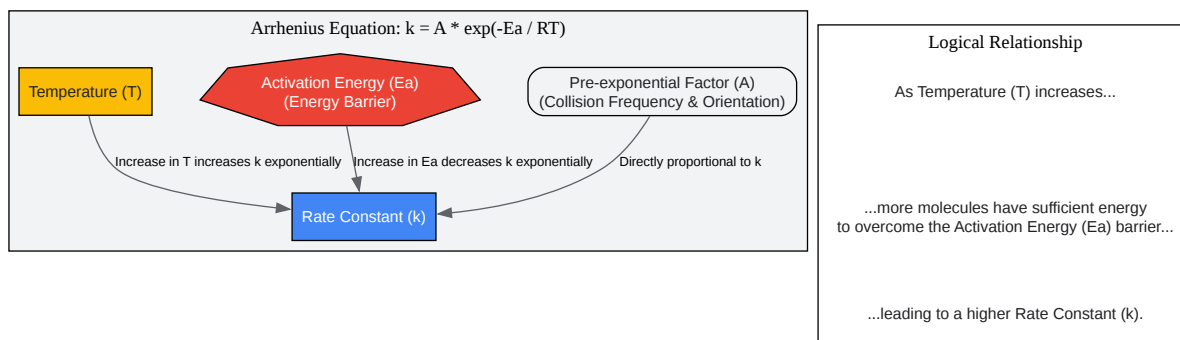 Arrhenius Equation: k = A * exp(-Ea / RT)
Temperature (T)
Activation Energy (Ea)
(Energy Barrier)
Pre-exponential Factor (A)
(Collision Frequency & Orientation)
Increase in T increases k exponentially
Increase in Ea decreases k exponentially
Directly proportional to k
Rate Constant (k)
Logical Relationship
As Temperature (T) increases...
...more molecules have sufficient energy
to overcome the Activation Energy (Ea) barrier...
...leading to a higher Rate Constant (k).